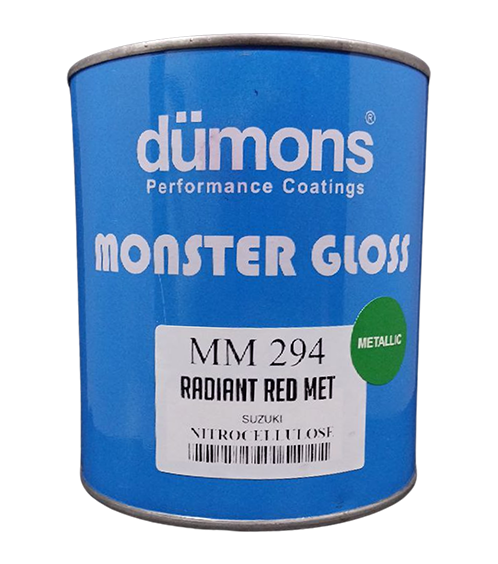 dümons®
Performance Coatings
MONSTER GLOSS
METALLIC
MM 294
RADIANT RED MET
SUZUKI
NITROCELLULOSE